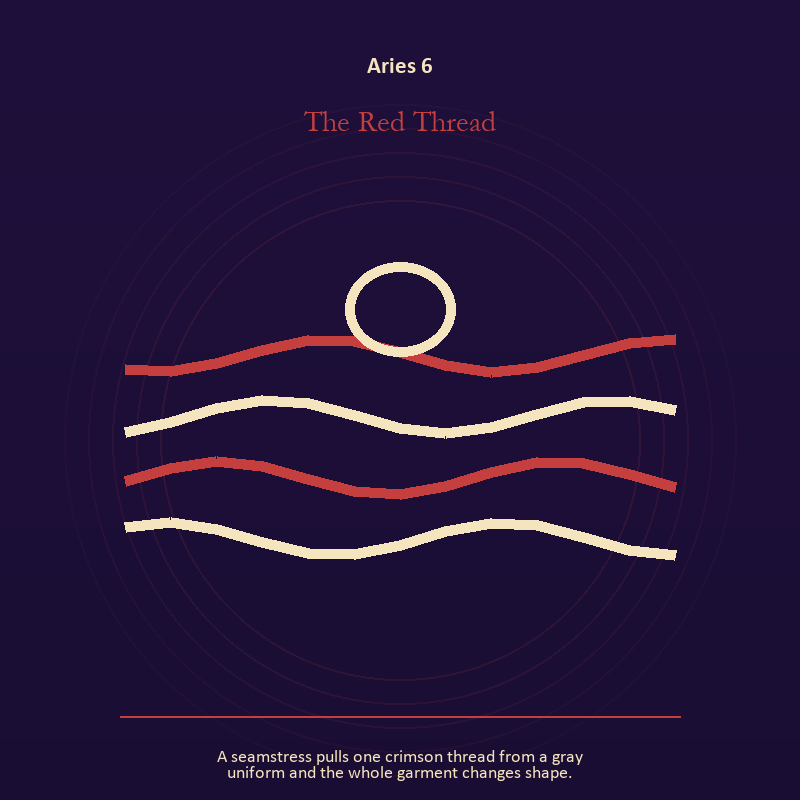 Aries 6
The Red Thread
A seamstress pulls one crimson thread from a gray
uniform and the whole garment changes shape.